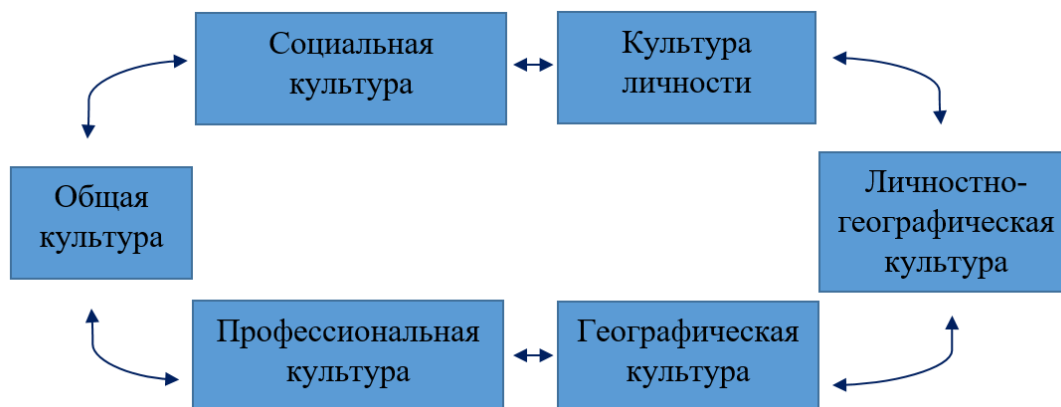 Социальная
культура
Культура
личности
Общая
культура
Личностно-
географическая
культура
Профессиональная
культура
Географическая
культура